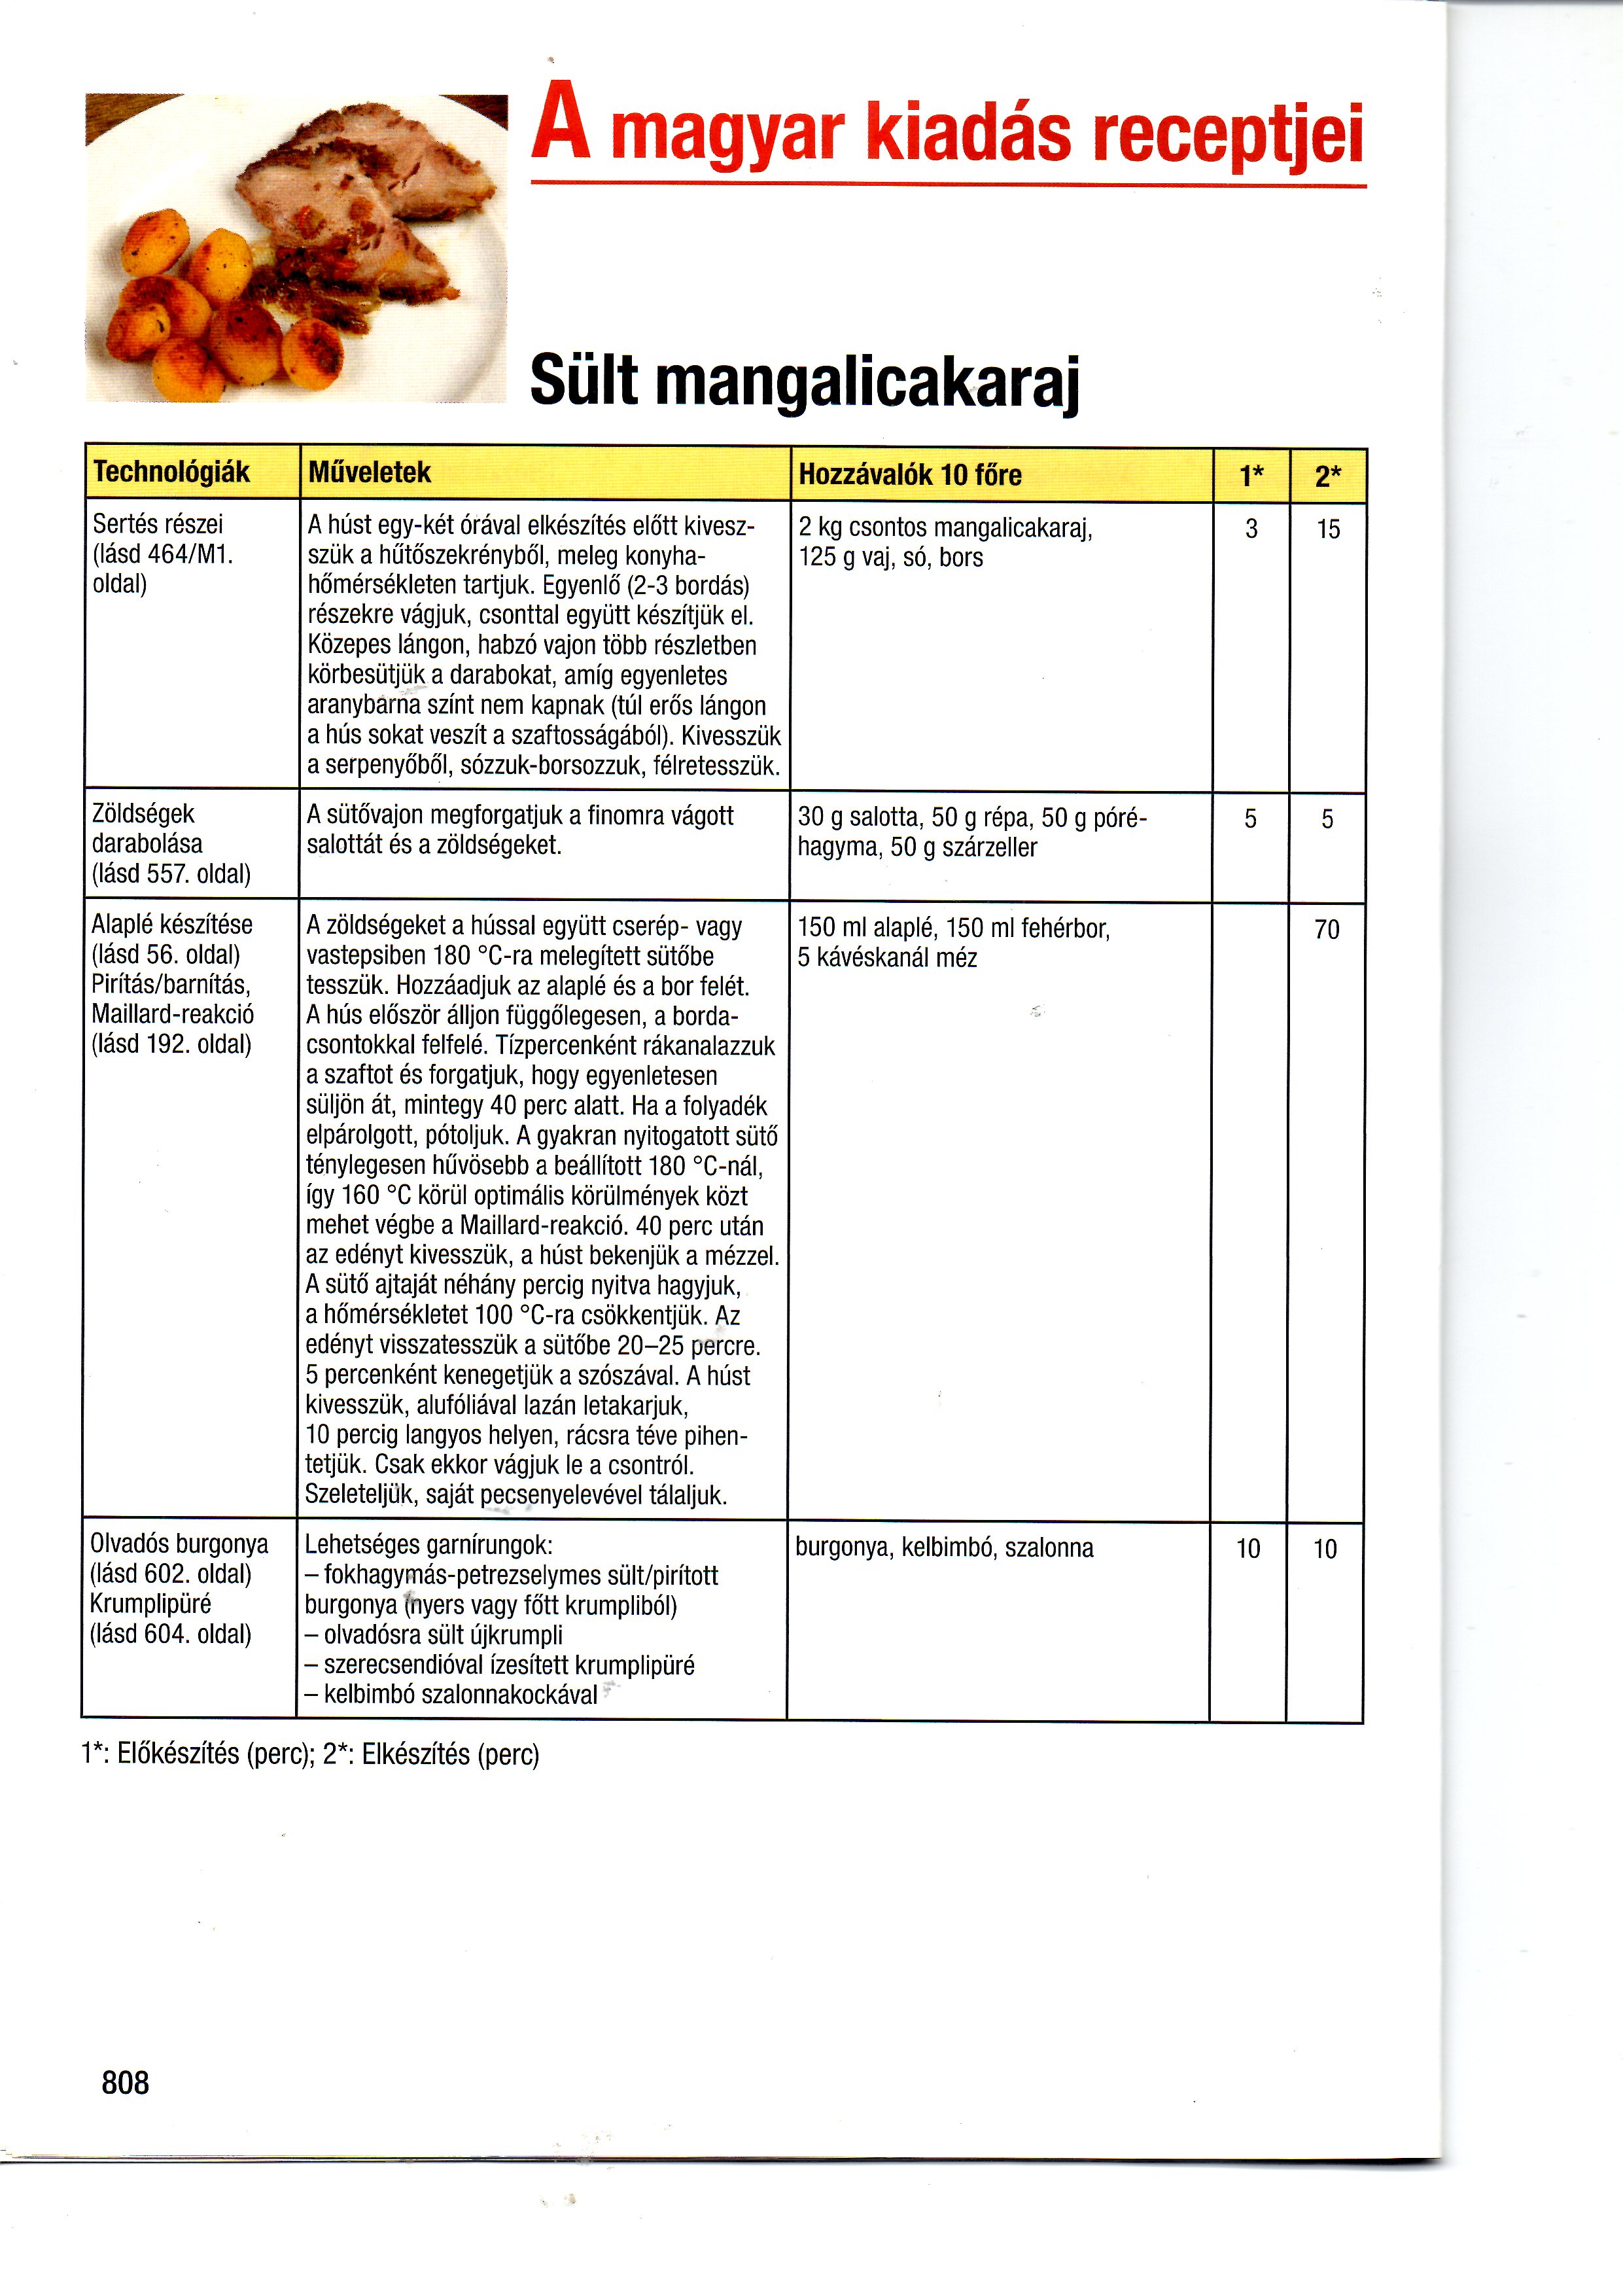 A magyar kiadás receptjei
Sült mangalicakaraj
Technológiák
Műveletek
Hozzávalók 10 főre
1*
2*
Sertés részei
(lásd 464/M1.
oldal)
A húst egy-két órával elkészítés előtt kivesz-
szük a hűtőszekrényből, meleg konyha-
hőmérsékleten tartjuk. Egyenlő (2-3 bordás)
részekre vágjuk, csonttal együtt készítjük el.
Közepes lángon, habzó vajon több részletben
körbesütjük a darabokat, amíg egyenletes
aranybarna színt nem kapnak (túl erős lángon
a hús sokat veszít a szaftosságából). Kivesszük
a serpenyőből, sózzuk-borsozzuk, félretesszük.
2 kg csontos mangalicakaraj,
125 g vaj, só, bors
3
15
Zöldségek
darabolása
(lásd 557. oldal)
A sütővajon megforgatjuk a finomra vágott
salottát és a zöldségeket.
30 g salotta, 50 g répa, 50 g póré-
hagyma, 50 g szárzeller
5
5
Alaplé készítése
(lásd 56. oldal)
Pirítás/barnítás,
Maillard-reakció
(lásd 192. oldal)
A zöldségeket a hússal együtt cserép- vagy
vastepsiben 180 °C-ra melegített sütőbe
tesszük. Hozzáadjuk az alaplé és a bor felét.
A hús először álljon függőlegesen, a borda-
csontokkal felfelé. Tízpercenként rákanalazzuk
a szaftot és forgatjuk, hogy egyenletesen
süljön át, mintegy 40 perc alatt. Ha a folyadék
elpárolgott, pótoljuk. A gyakran nyitogatott sütő
ténylegesen hűvösebb a beállított 180 °C-nál,
így 160 °C körül optimális körülmények közt
mehet végbe a Maillard-reakció. 40 perc után
az edényt kivesszük, a húst bekenjük a mézzel.
A sütő ajtaját néhány percig nyitva hagyjuk,
a hőmérsékletet 100 °C-ra csökkentjük. Az
edényt visszatesszük a sütőbe 20–25 percre.
5 percenként kenegetjük a szószával. A húst
kivesszük, alufóliával lazán letakarjuk,
10 percig langyos helyen, rácsra téve pihen-
tetjük. Csak ekkor vágjuk le a csontról.
Szeleteljük, saját pecsenyelevével tálaljuk.
150 ml alaplé, 150 ml fehérbor,
5 kávéskanál méz
70
Olvadós burgonya
(lásd 602. oldal)
Krumplipüré
(lásd 604. oldal)
Lehetséges garnírungok:
– fokhagymás-petrezselymes sült/pirított
burgonya (nyers vagy főtt krumpliból)
– olvadósra sült újkrumpli
– szerecsendióval ízesített krumplipüré
– kelbimbó szalonnakockával
burgonya, kelbimbó, szalonna
10
10
1*: Előkészítés (perc); 2*: Elkészítés (perc)
808